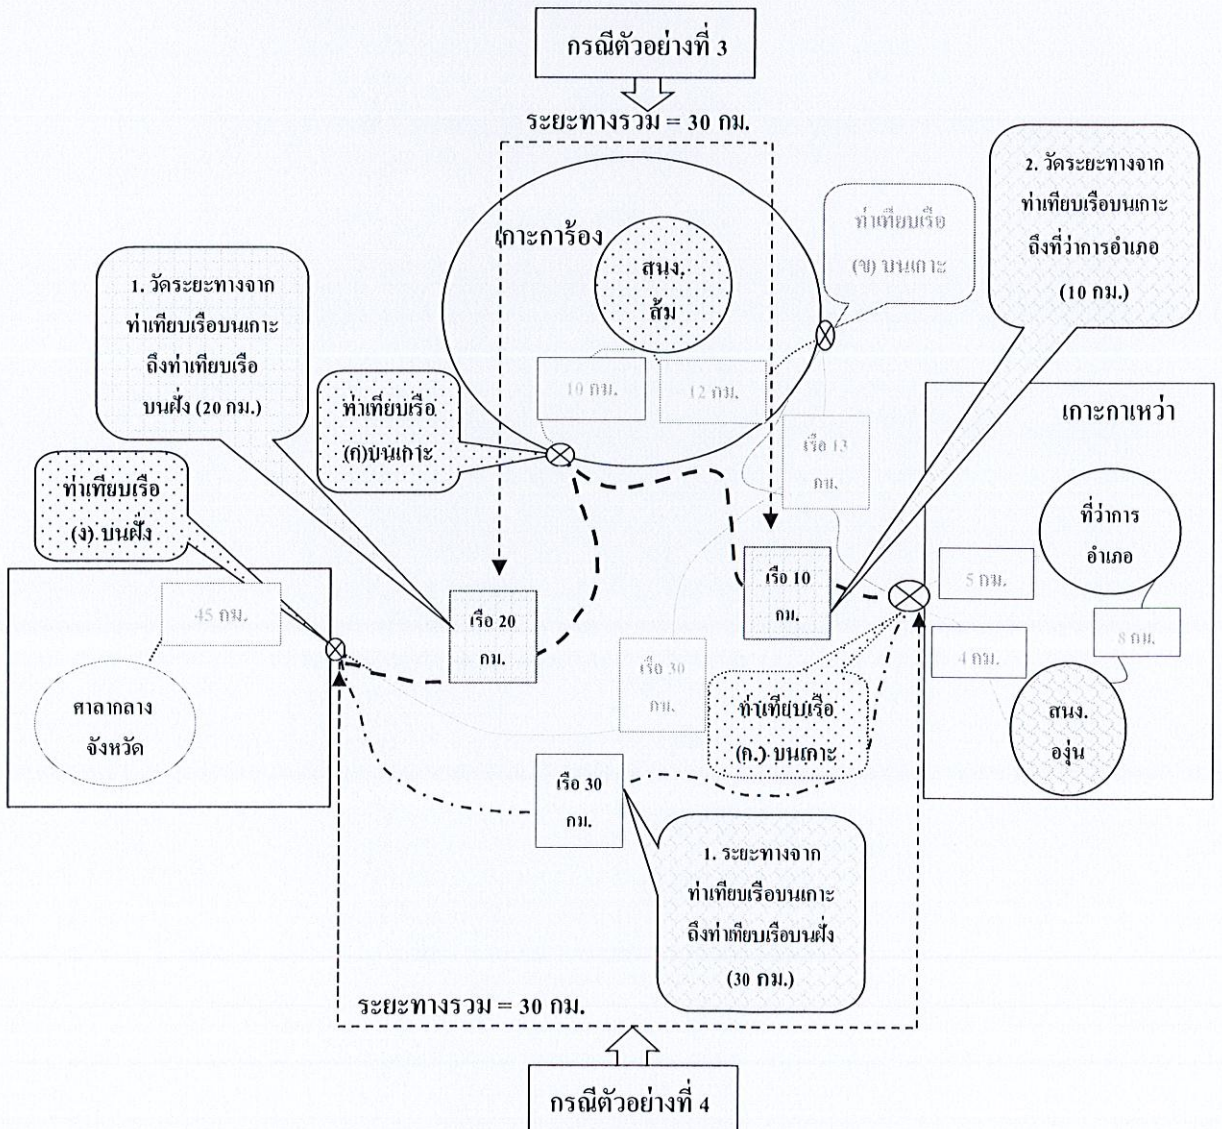 กรณีตัวอย่างที่ 3
ระยะทางรวม = 30 กม.
2. วัดระยะทางจาก
ท่าเทียบเรือบนเกาะ
ถึงที่ว่าการอำเภอ
(10 กม.)
ท่าเทียบเรือ
(ข) บนเกาะ
เกาะการ้อง
สนง.
ส้ม
1. วัดระยะทางจาก
ท่าเทียบเรือบนเกาะ
ถึงท่าเทียบเรือ
บนฝั่ง (20 กม.)
ท่าเทียบเรือ
(ก)บนเกาะ
10 กม.
12 กม.
เรือ 13
กม.
เกาะกาเหว่า
ท่าเทียบเรือ
(ง) บนฝั่ง
ที่ว่าการ
อำเภอ
45 กม.
เรือ 20
กม.
เรือ 10
กม.
5 กม.
8 กม.
4 กม.
เรือ 30
กม.
ศาลากลาง
จังหวัด
ท่าเทียบเรือ
(ค.) บนเกาะ
สนง.
องุ่น
เรือ 30
กม.
1. ระยะทางจาก
ท่าเทียบเรือบนเกาะ
ถึงท่าเทียบเรือบนฝั่ง
(30 กม.)
ระยะทางรวม = 30 กม.
กรณีตัวอย่างที่ 4